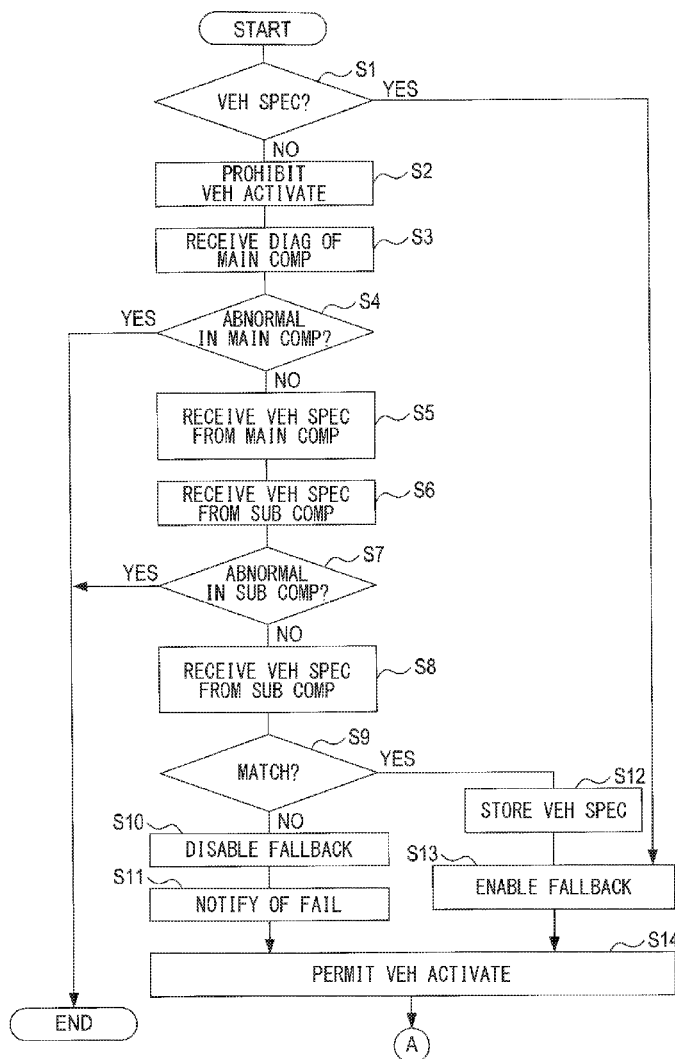 START
S1
VEH SPEC?
YES
NO
PROHIBIT
VEH ACTIVATE
S2
RECEIVE DIAG OF
MAIN COMP
S3
S4
YES
ABNORMAL
IN MAIN COMP?
NO
RECEIVE VEH SPEC
FROM MAIN COMP
S5
RECEIVE VEH SPEC
FROM SUB COMP
S6
S7
YES
ABNORMAL
IN SUB COMP?
NO
RECEIVE VEH SPEC
FROM SUB COMP
S8
S9
MATCH?
YES
NO
S12
STORE VEH SPEC
S10
DISABLE FALLBACK
S13
ENABLE FALLBACK
S11
NOTIFY OF FAIL
S14
PERMIT VEH ACTIVATE
END
A